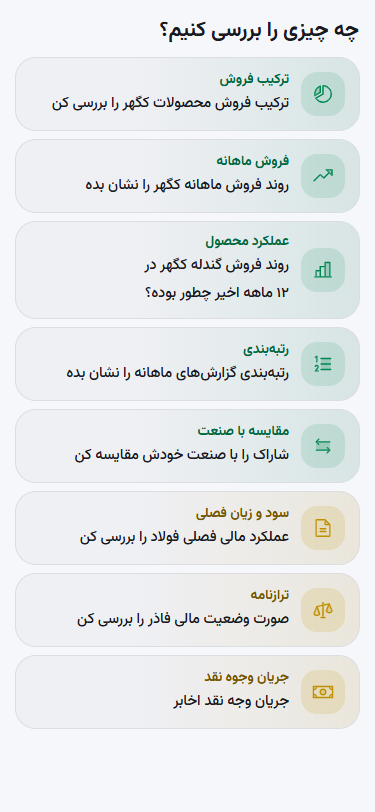 چه چیزی را بررسی کنیم؟
ترکیب فروش
ترکیب فروش محصولات کگهر را بررسی کن
فروش ماهانه
روند فروش ماهانه کگهر را نشان بده
عملکرد محصول
روند فروش گندله کگهر در
۱۲ ماهه اخیر چطور بوده؟
رتبه‌بندی
رتبه‌بندی گزارش‌های ماهانه را نشان بده
مقایسه با صنعت
شاراک را با صنعت خودش مقایسه کن
سود و زیان فصلی
عملکرد مالی فصلی فولاد را بررسی کن
ترازنامه
صورت وضعیت مالی فاذر را بررسی کن
جریان وجوه نقد
جریان وجه نقد اخابر